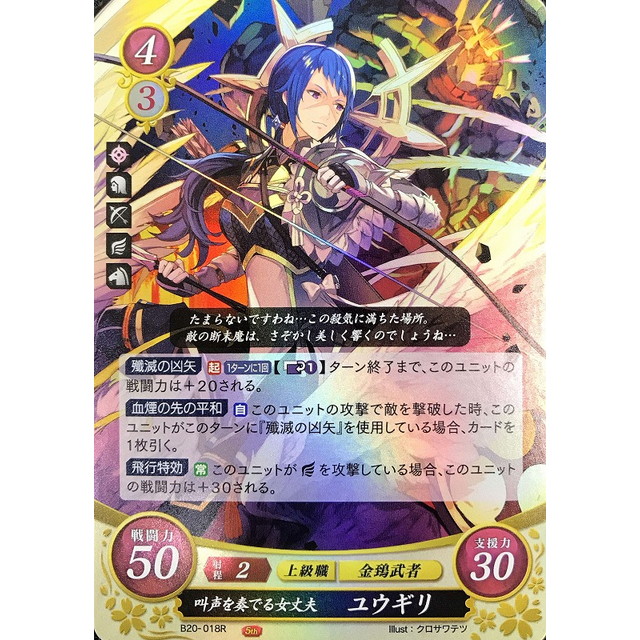 4
3
たまらないですわね…この殺気に満ちた場所。
敵の断末魔は、さぞかし美しく響くのでしょうね…
殲滅の凶矢 起 1ターンに1回【 1】ターン終了まで、このユニットの
戦闘力は+20される。
血煙の先の平和 自 このユニットの攻撃で敵を撃破した時、この
ユニットがこのターンに『殲滅の凶矢』を使用している場合、カードを
1枚引く。
飛行特効 常 このユニットが を攻撃している場合、このユニット
の戦闘力は+30される。
戦闘力
50
射程 2
上級職
金鵄武者
支援力
30
叫声を奏でる女丈夫 ユウギリ
B20-018R 5th Illust:クロサワテツ